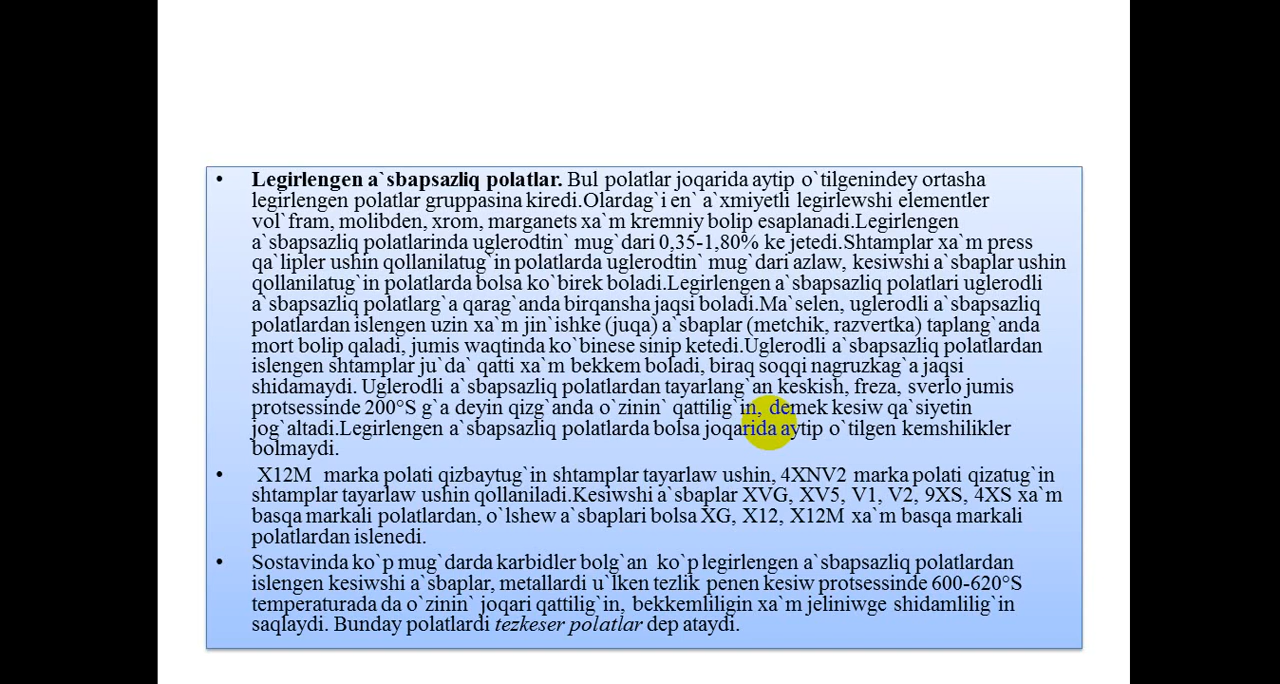 • Legirlengen a`sbapsazliq polatlar. Bul polatlar joqarida aytip o`tilgenindey ortasha
legirlengen polatlar gruppasina kiredi.Olardag`i en` a`xmiyetli legirlewshi elementler
vol`fram, molibden, xrom, marganets xa`m kremniy bolip esaplanadi.Legirlengen
a`sbapsazliq polatlarinda uglerodtin` mug`dari 0,35-1,80% ke jetedi.Shtamplar xa`m press
qa`lipler ushin qollanilatug`in polatlarda uglerodtin` mug`dari azlaw, kesiwshi a`sbaplar ushin
qollanilatug`in polatlarda bolsa ko`birek boladi.Legirlengen a`sbapsazliq polatlari uglerodli
a`sbapsazliq polatlarg`a qarag`anda birqansha jaqsi boladi.Ma`selen, uglerodli a`sbapsazliq
polatlardan islengen uzin xa`m jin`ishke (juqa) a`sbaplar (metchik, razvertka) taplang`anda
mort bolip qaladi, jumis waqtinda ko`binese sinip ketedi.Uglerodli a`sbapsazliq polatlardan
islengen shtamplar ju`da` qatti xa`m bekkem boladi, biraq soqqi nagruzkag`a jaqsi
shidamaydi. Uglerodli a`sbapsazliq polatlardan tayarlang`an keskish, freza, sverlo jumis
protsessinde 200°S g`a deyin qizg`anda o`zinin` qattilig`in, demek kesiw qa`siyetin
jog`altadi.Legirlengen a`sbapsazliq polatlarda bolsa joqarida aytip o`tilgen kemshilikler
bolmaydi.
• X12M marka polati qizbaytug`in shtamplar tayarlaw ushin, 4XNV2 marka polati qizatug`in
shtamplar tayarlaw ushin qollaniladi.Kesiwshi a`sbaplar XVG, XV5, V1, V2, 9XS, 4XS xa`m
basqa markali polatlardan, o`lshew a`sbaplari bolsa XG, X12, X12M xa`m basqa markali
polatlardan islenedi.
• Sostavinda ko`p mug`darda karbidler bolg`an ko`p legirlengen a`sbapsazliq polatlardan
islengen kesiwshi a`sbaplar, metallardi u`lken tezlik penen kesiw protsessinde 600-620°S
temperaturada da o`zinin` joqari qattilig`in, bekkemliligin xa`m jeliniwge shidamlilig`in
saqlaydi. Bunday polatlardi tezkeser polatlar dep ataydi.